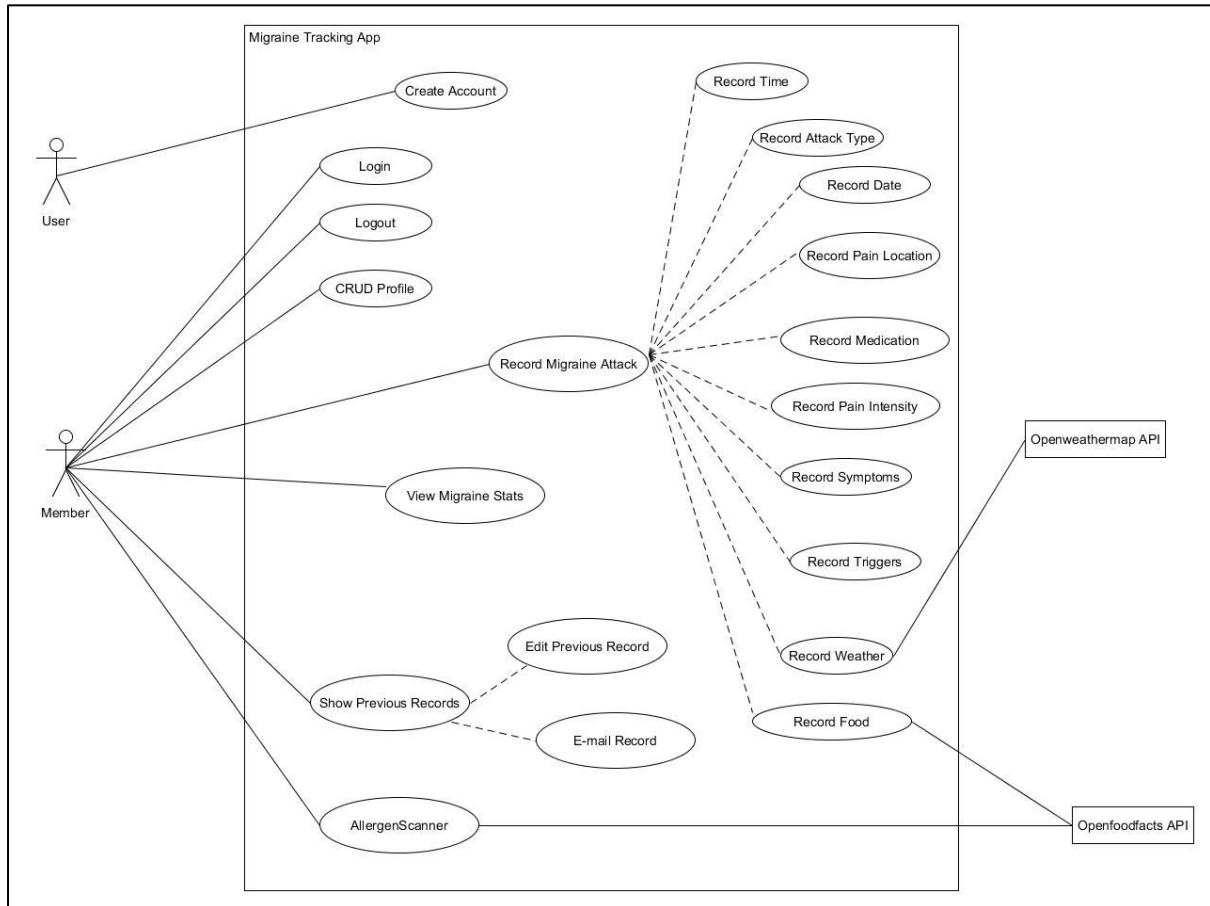 Migraine Tracking App
Create Account
Record Time
Record Attack Type
Login
Record Date
User
Logout
Record Pain Location
CRUD Profile
Record Medication
Record Migraine Attack
Record Pain Intensity
Openweathermap API
Record Symptoms
View Migraine Stats
Member
Record Triggers
Edit Previous Record
Record Weather
Show Previous Records
Record Food
E-mail Record
AllergenScanner
Openfoodfacts API